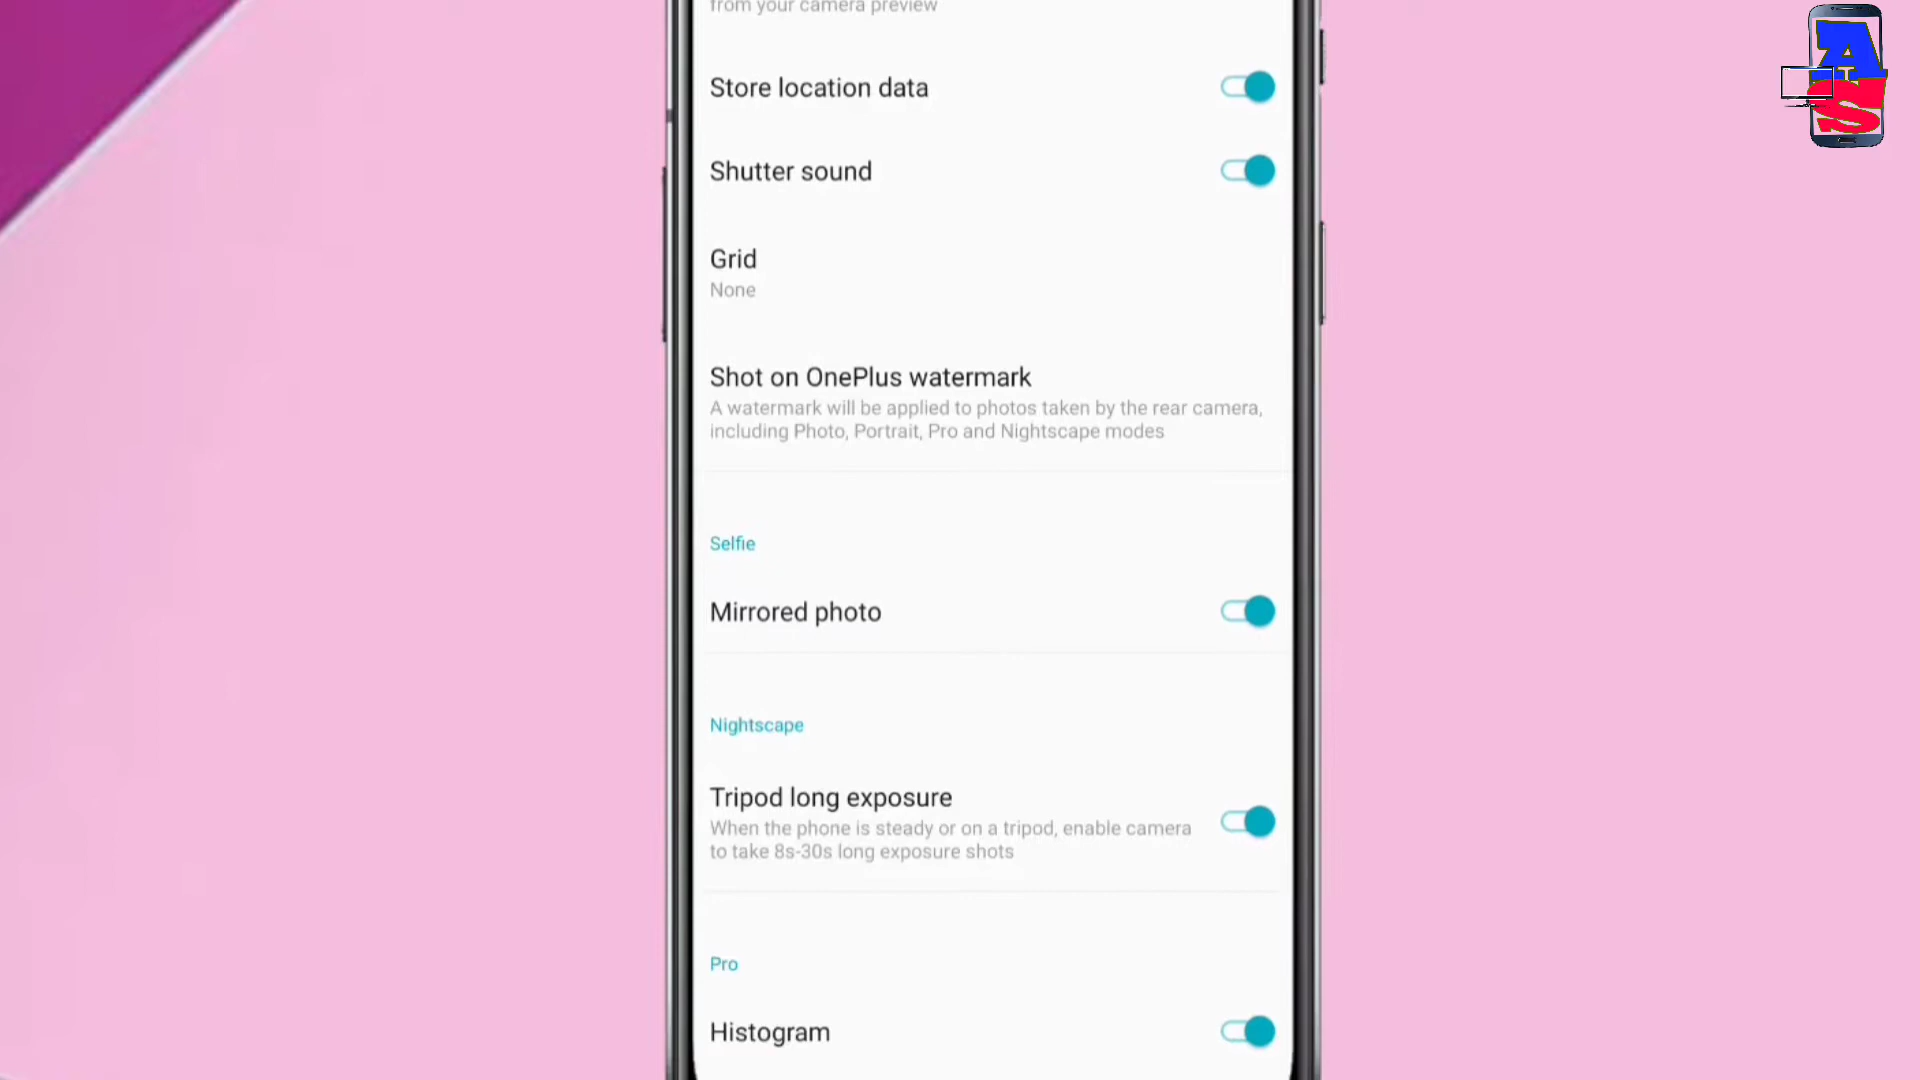 from your camera preview
Store location data
Shutter sound
Grid
None
Shot on OnePlus watermark
A watermark will be applied to photos taken by the rear camera,
including Photo, Portrait, Pro and Nightscape modes
Selfie
Mirrored photo
Nightscape
Tripod long exposure
When the phone is steady or on a tripod, enable camera
to take 8s-30s long exposure shots
Pro
Histogram
A
T
S